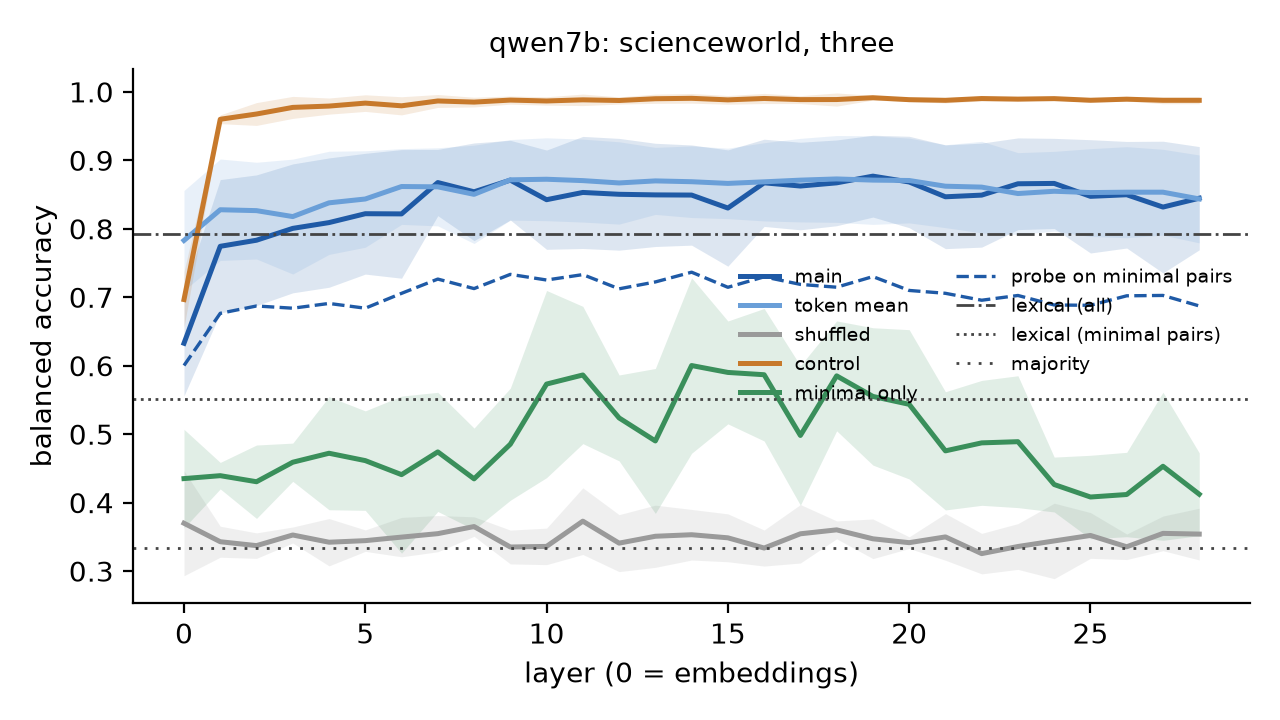 qwen7b: scienceworld, three
balanced accuracy
1.0
0.9
0.8
0.7
0.6
0.5
0.4
0.3
main
token mean
shuffled
control
minimal only
probe on minimal pairs
lexical (all)
lexical (minimal pairs)
majority
0 5 10 15 20 25
layer (0 = embeddings)